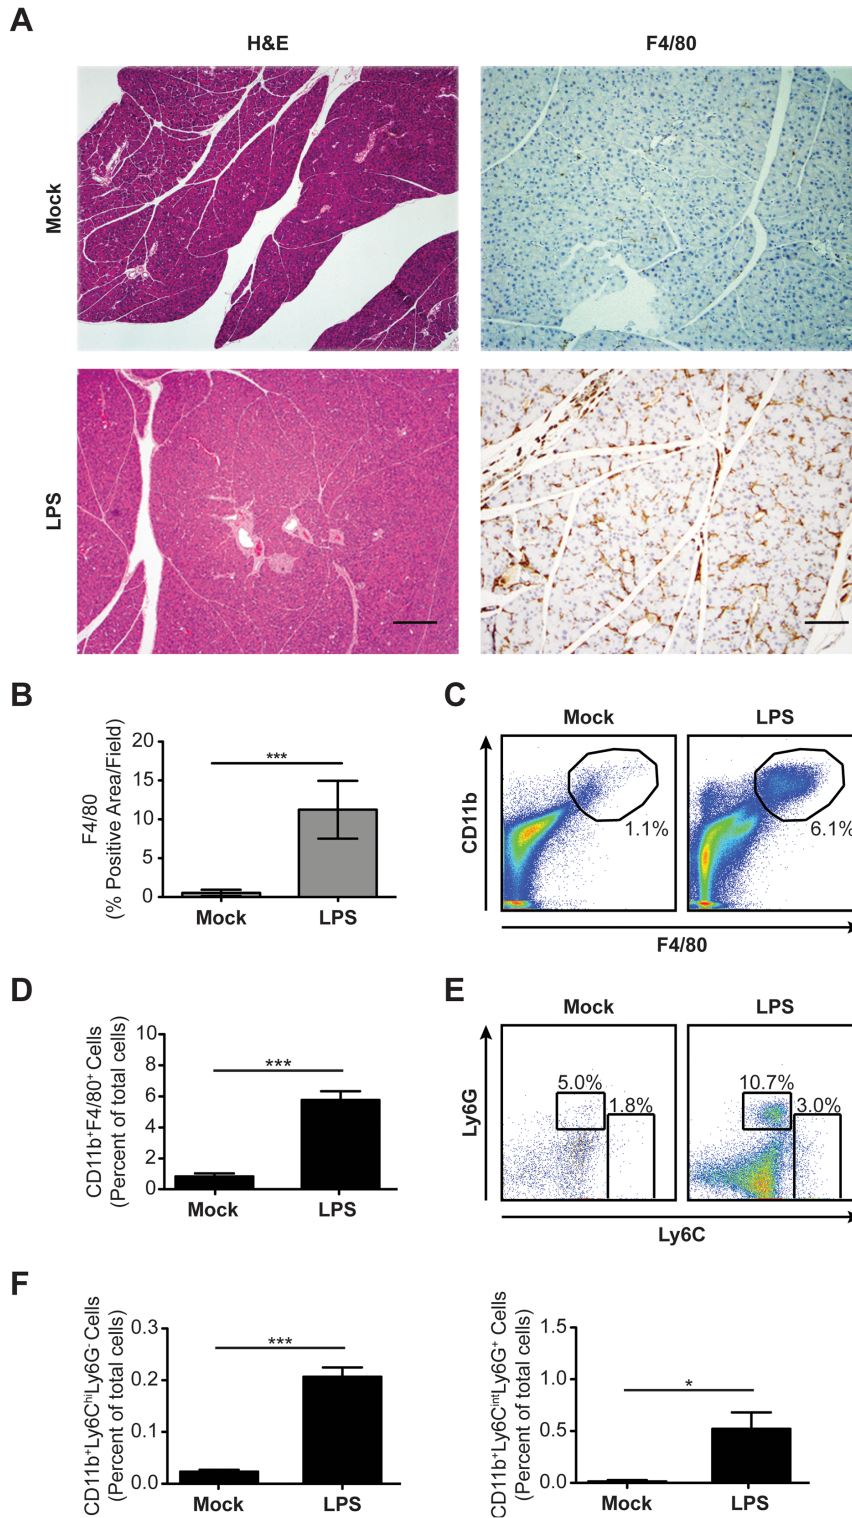 A
H&E
F4/80
Mock
LPS
B
F4/80
(% Positive Area/Field)
20
15
10
5
0
***
Mock
LPS
C
Mock
LPS
CD11b
1.1%
6.1%
F4/80
D
CD11b⁺F4/80⁺ Cells
(Percent of total cells)
10
8
6
4
2
0
***
Mock
LPS
E
Mock
LPS
Ly6G
5.0%
1.8%
10.7%
3.0%
Ly6C
F
CD11b⁺Ly6CʰⁱLy6G⁻ Cells
(Percent of total cells)
0.3
0.2
0.1
0.0
***
Mock
LPS
CD11b⁺Ly6CⁱⁿᵗLy6G⁺ Cells
(Percent of total cells)
1.5
1.0
0.5
0.0
*
Mock
LPS